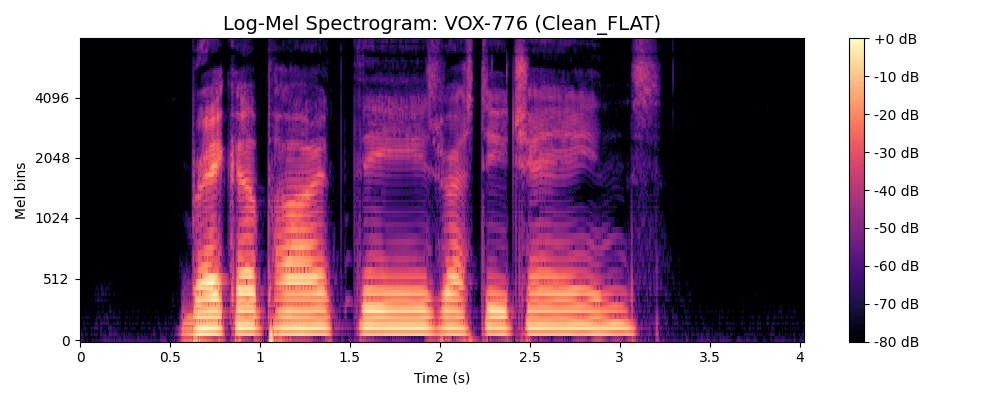 Log-Mel Spectrogram: VOX-776 (Clean_FLAT)
+0 dB
-10 dB
-20 dB
-30 dB
-40 dB
-50 dB
-60 dB
-70 dB
-80 dB
Mel bins
4096
2048
1024
512
0
0 0.5 1 1.5 2 2.5 3 3.5 4
Time (s)